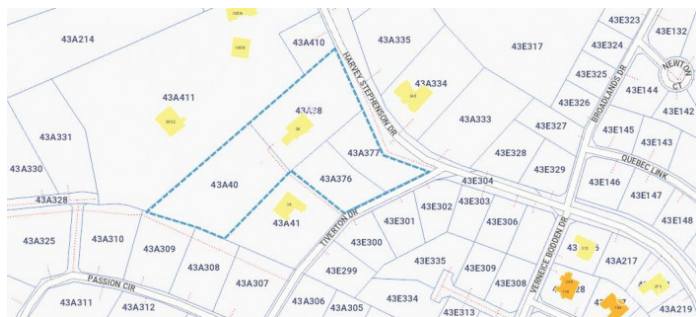 43E323
43E132
43A214
43A410
43A335
43E317
43E324
NEWTON CT
HARVEY STEPHENSON DR
BROADLANDS DR
43E325
43E144
43A334
43A411
43A38
43E326
43E142
43A333
43E327
43E145
43E143
43A331
43A377
43E328
QUEBEC LINK
43A330
43A376
43E329
43A40
43E304
43E146
43E147
43A328
43E302
43E303
43E148
43A41
TIVERTON DR
43E301
43E306
43A325
43A310
43A309
43E300
VERNEICE BODDEN DR
43A308
43E299
43E335
43E309
43A217
PASSION CIR
43A307
43E308
43A311
43A312
43A306
43A305
43E334
43E313
43A219